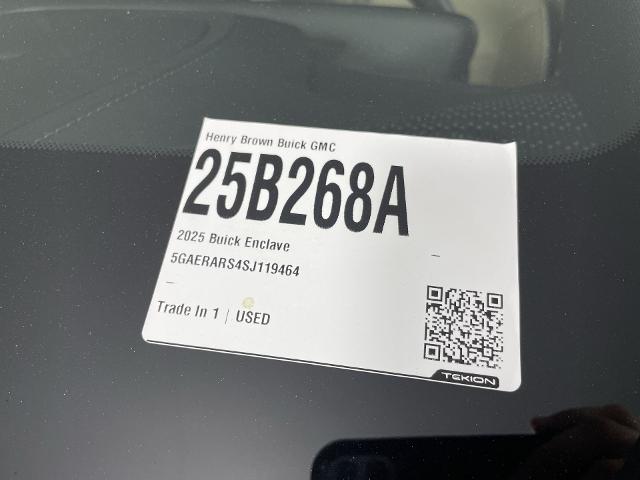 Henry Brown Buick GMC
25B268A
2025 Buick Enclave
5GAERARS4SJ119464
–
–
Trade In 1 | USED
TEKION